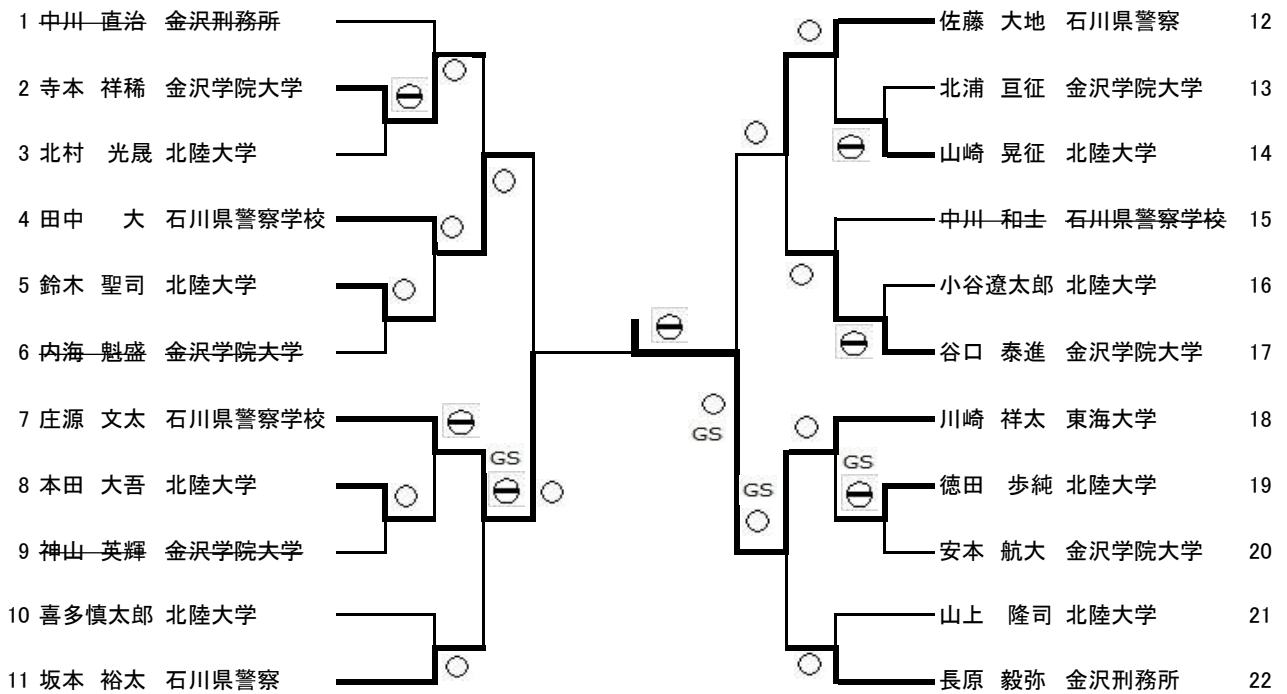 1 中川 直治 金沢刑務所
2 寺本 祥稀 金沢学院大学
3 北村 光晟 北陸大学
4 田中 大 石川県警察学校
5 鈴木 聖司 北陸大学
6 内海 魁盛 金沢学院大学
7 庄源 文太 石川県警察学校
GS
8 本田 大吾 北陸大学
9 神山 英輝 金沢学院大学
10 喜多慎太郎 北陸大学
11 坂本 裕太 石川県警察
佐藤 大地 石川県警察 12
北浦 亘征 金沢学院大学 13
山崎 晃征 北陸大学 14
中川 和士 石川県警察学校 15
小谷遼太郎 北陸大学 16
谷口 泰進 金沢学院大学 17
川崎 祥太 東海大学 18
GS
GS
GS
徳田 歩純 北陸大学 19
安本 航大 金沢学院大学 20
山上 隆司 北陸大学 21
長原 毅弥 金沢刑務所 22